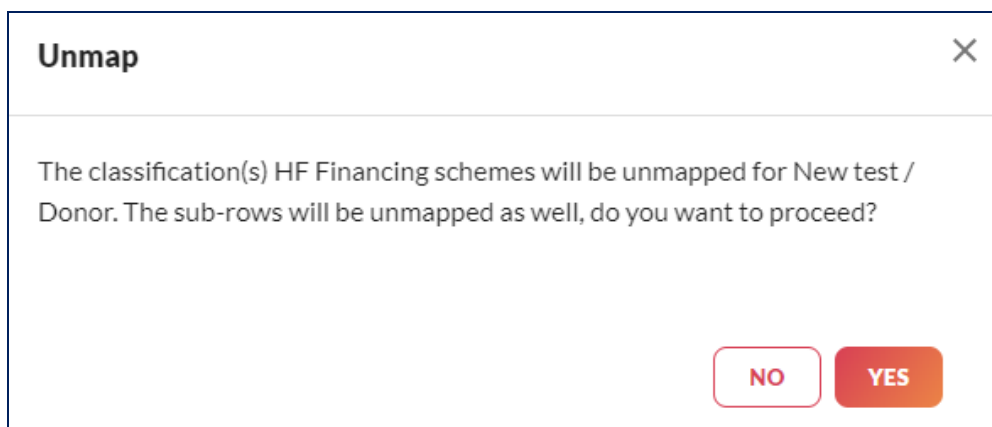 Unmap
The classification(s) HF Financing schemes will be unmapped for New test /
Donor. The sub-rows will be unmapped as well, do you want to proceed?
NO
YES